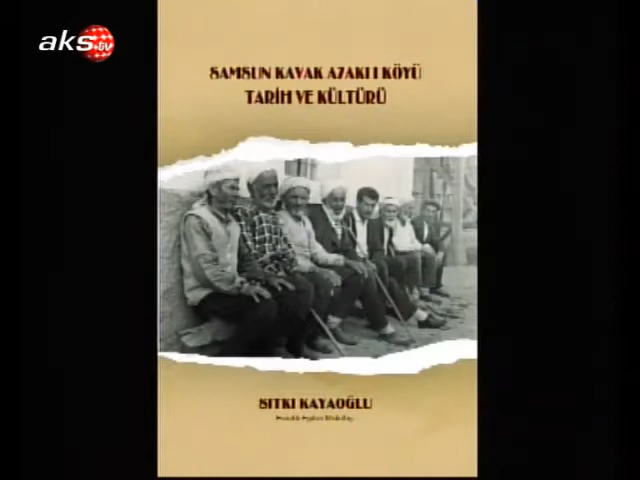 aks.tv
SAMSUN KAVAK AZAKLI KÖYÜ
TARİH VE KÜLTÜRÜ
SITKI KAYAOĞLU